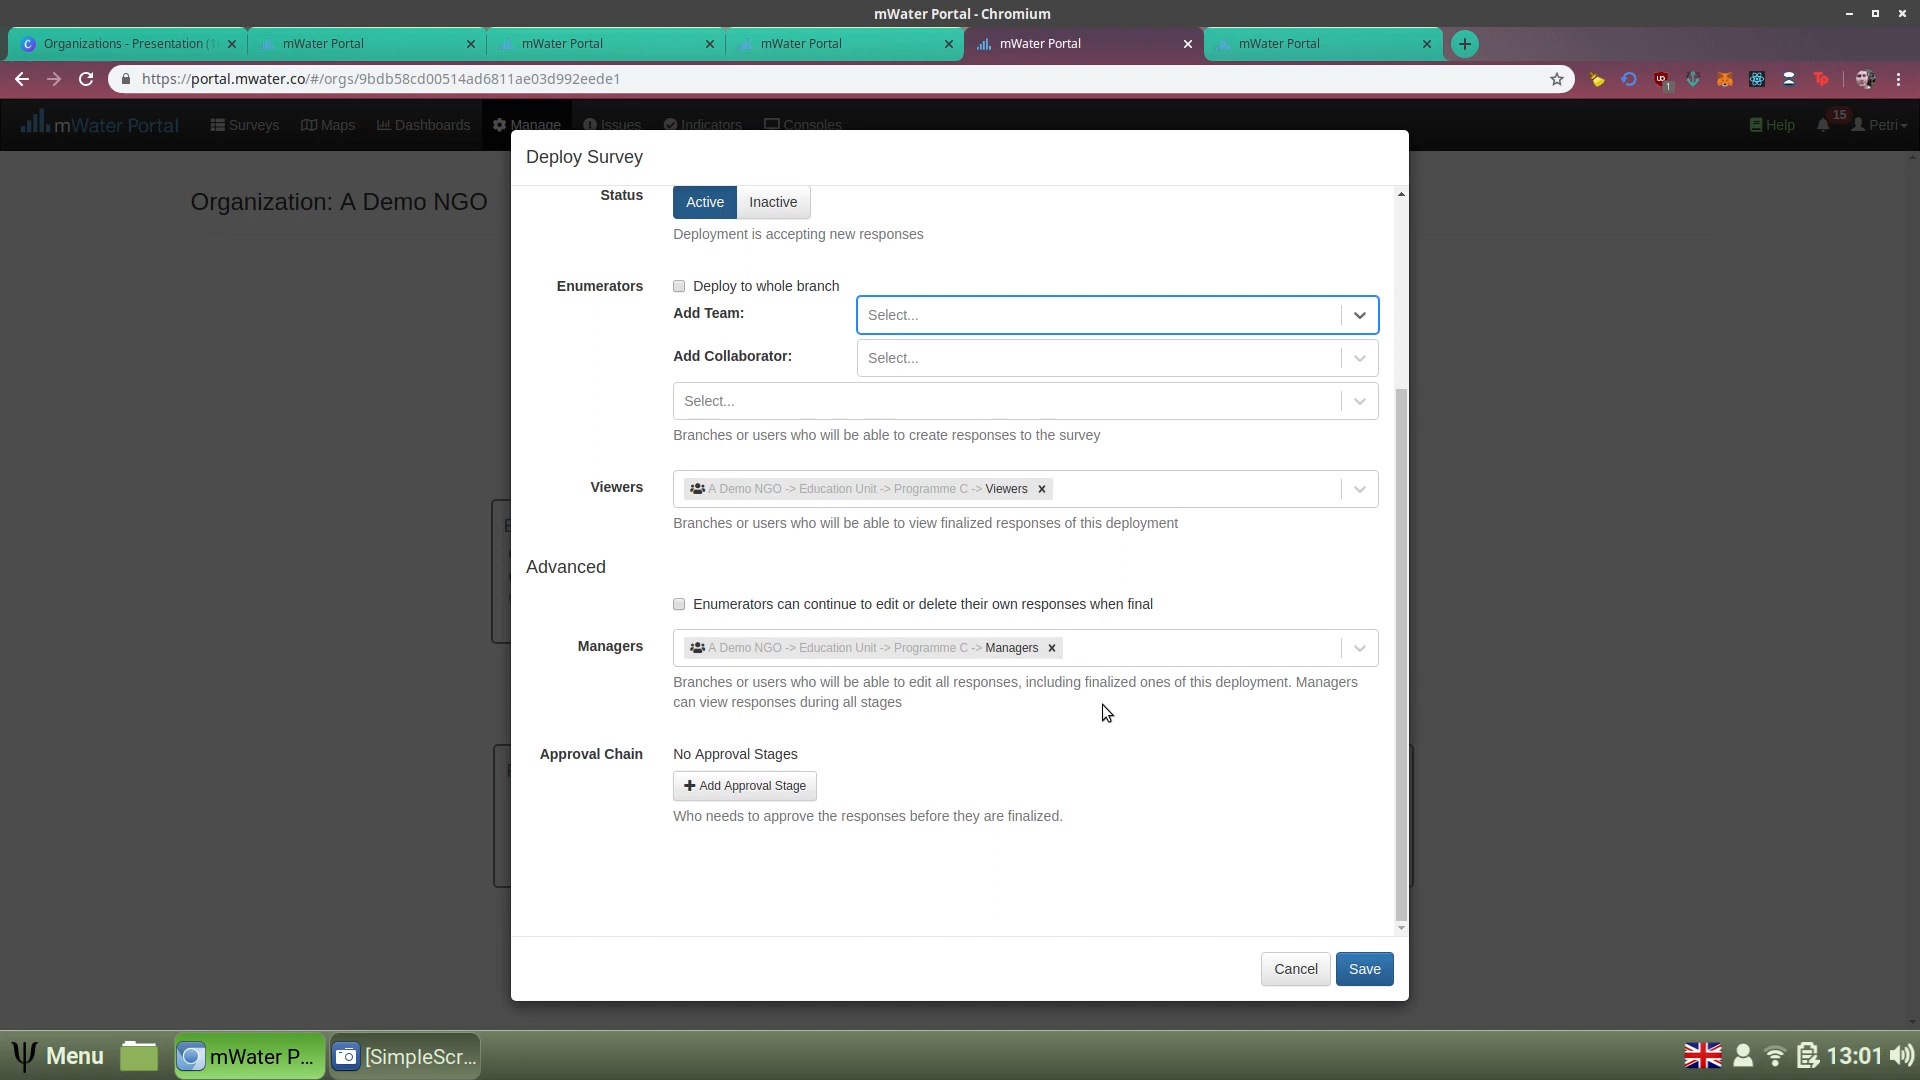 mWater Portal - Chromium
Organizations - Presentation (1
mWater Portal
mWater Portal
mWater Portal
mWater Portal
mWater Portal
https://portal.mwater.co/#/orgs/9bdb58cd00514ad6811ae03d992eede1
mWater Portal
Surveys
Maps
Dashboards
Manage
Issues
Indicators
Consoles
Help
15
Petri
Organization: A Demo NGO
Deploy Survey
Status
Active
Inactive
Deployment is accepting new responses
Enumerators
Deploy to whole branch
Add Team:
Select...
Add Collaborator:
Select...
Select...
Branches or users who will be able to create responses to the survey
Viewers
A Demo NGO -> Education Unit -> Programme C -> Viewers
Branches or users who will be able to view finalized responses of this deployment
Advanced
Enumerators can continue to edit or delete their own responses when final
Managers
A Demo NGO -> Education Unit -> Programme C -> Managers
Branches or users who will be able to edit all responses, including finalized ones of this deployment. Managers
can view responses during all stages
Approval Chain
No Approval Stages
Add Approval Stage
Who needs to approve the responses before they are finalized.
Cancel
Save
Menu
mWater P...
[SimpleScr...
13:01